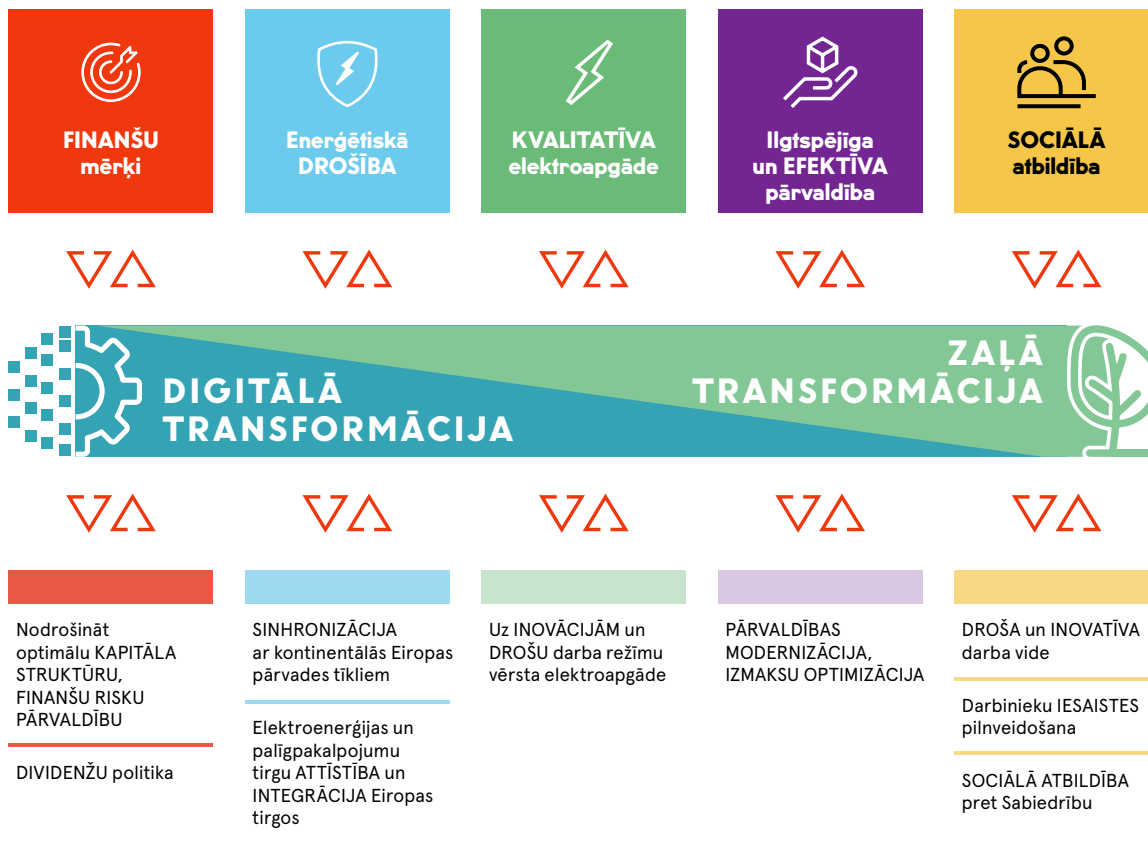 FINANŠU
mērķi
Enerģētiskā
DROŠĪBA
KVALITATĪVA
elektroapgāde
Ilgtspējīga
un EFEKTĪVA
pārvaldība
SOCIĀLĀ
atbildība
DIGITĀLĀ
TRANSFORMĀCIJA
ZAĻĀ
TRANSFORMĀCIJA
Nodrošināt
optimālu KAPITĀLA
STRUKTŪRU,
FINANŠU RISKU
PĀRVALDĪBU
DIVIDENŽU politika
SINHRONIZĀCIJA
ar kontinentālās Eiropas
pārvades tīkliem
Elektroenerģijas un
palīgpakalpojumu
tirgu ATTĪSTĪBA un
INTEGRĀCIJA Eiropas
tirgos
Uz INOVĀCIJĀM un
DROŠU darba režīmu
vērsta elektroapgāde
PĀRVALDĪBAS
MODERNIZĀCIJA,
IZMAKSU OPTIMIZĀCIJA
DROŠA un INOVATĪVA
darba vide
Darbinieku IESAISTES
pilnveidošana
SOCIĀLĀ ATBILDĪBA
pret Sabiedrību